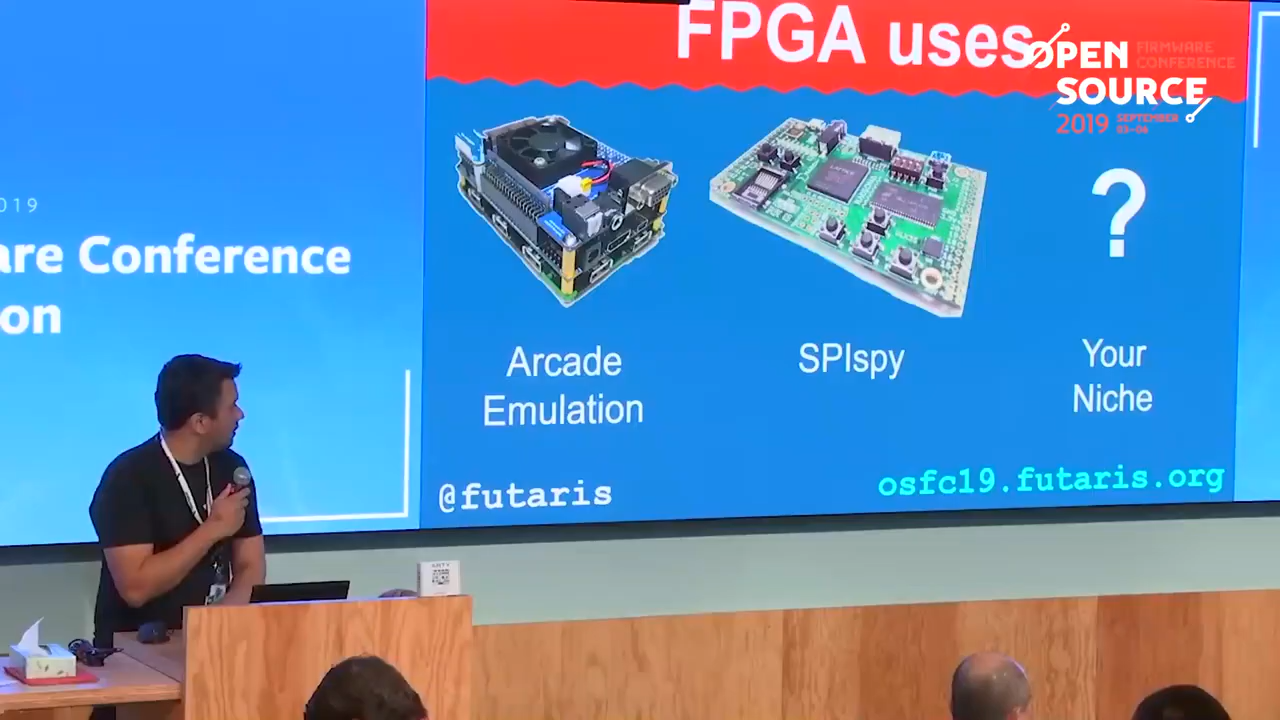 FPGA uses
OPEN
SOURCE
FIRMWARE
CONFERENCE
2019 SEPTEMBER
03-06
019
are Conference
on
?
Arcade
Emulation
SPIspy
Your
Niche
@futaris
osfc19.futaris.org